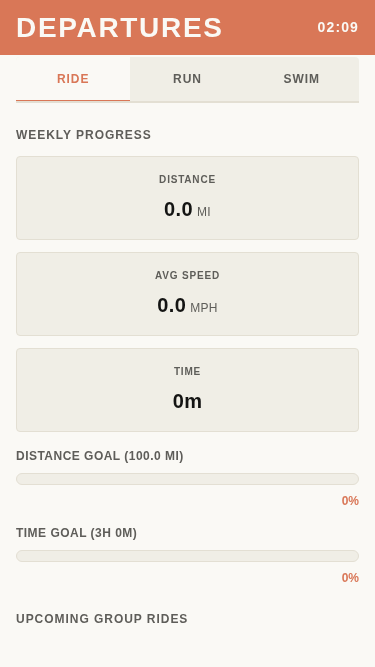 DEPARTURES 02:09
RIDE RUN SWIM
WEEKLY PROGRESS
DISTANCE
0.0 MI
AVG SPEED
0.0 MPH
TIME
0m
DISTANCE GOAL (100.0 MI)
0%
TIME GOAL (3H 0M)
0%
UPCOMING GROUP RIDES